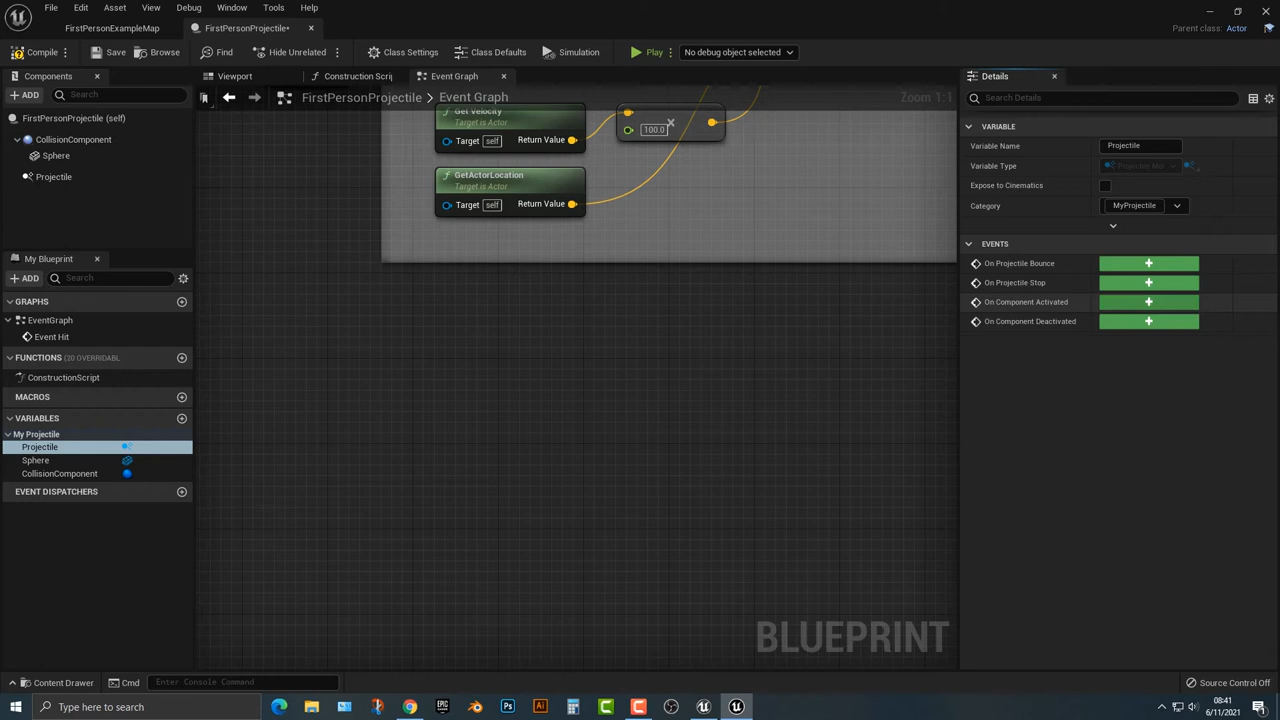 File Edit Asset View Debug Window Tools Help
FirstPersonExampleMap
FirstPersonProjectile*
Parent class: Actor
Compile
Save
Browse
Find
Hide Unrelated
Class Settings
Class Defaults
Simulation
Play
No debug object selected
Components
Viewport
Construction Scrip
Event Graph
Details
ADD
Search
FirstPersonProjectile > Event Graph
Zoom 1:1
Search Details
FirstPersonProjectile (self)
CollisionComponent
Sphere
Projectile
Get Velocity
Target is Actor
Target self
Return Value
100.0
GetActorLocation
Target is Actor
Target self
Return Value
VARIABLE
Variable Name Projectile
Variable Type
Expose to Cinematics
Category MyProjectile
EVENTS
On Projectile Bounce
On Projectile Stop
On Component Activated
On Component Deactivated
My Blueprint
ADD
Search
GRAPHS
EventGraph
Event Hit
FUNCTIONS (20 OVERRIDABL
ConstructionScript
MACROS
VARIABLES
My Projectile
Projectile
Sphere
CollisionComponent
EVENT DISPATCHERS
BLUEPRINT
Content Drawer
Cmd
Enter Console Command
Source Control Off
Type here to search
08:41
6/11/2021